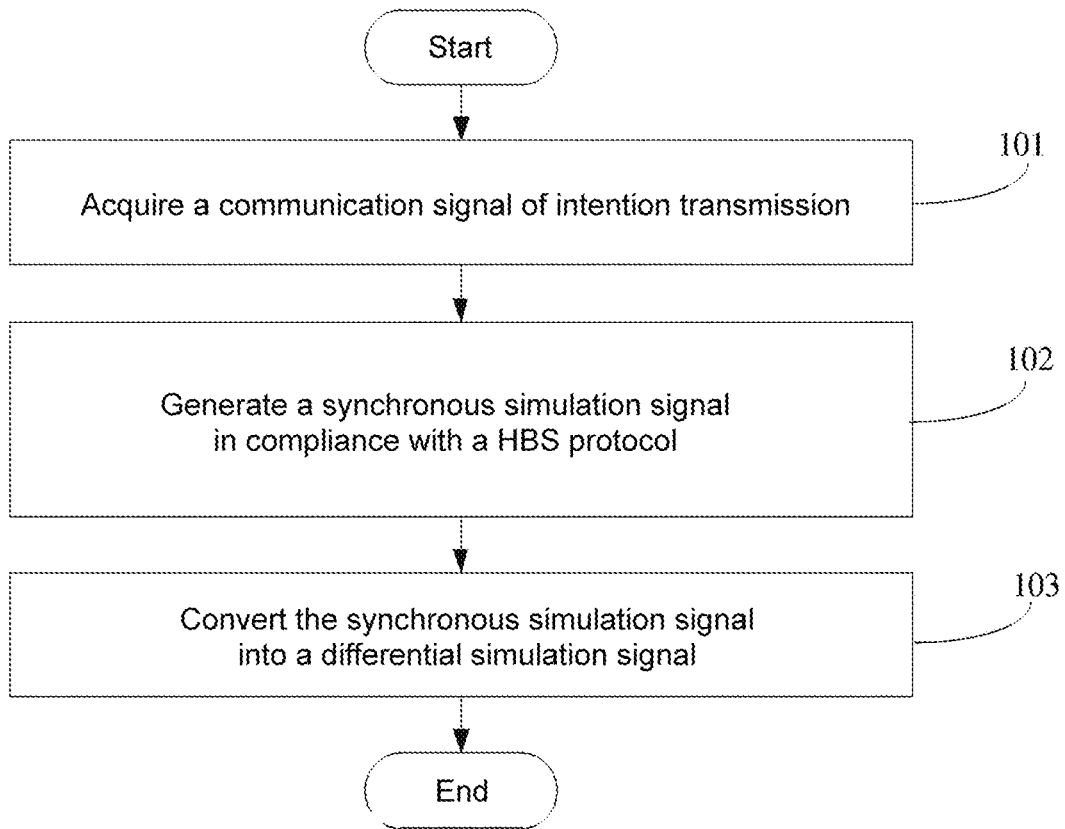 Start
101
Acquire a communication signal of intention transmission
102
Generate a synchronous simulation signal
in compliance with a HBS protocol
103
Convert the synchronous simulation signal
into a differential simulation signal
End